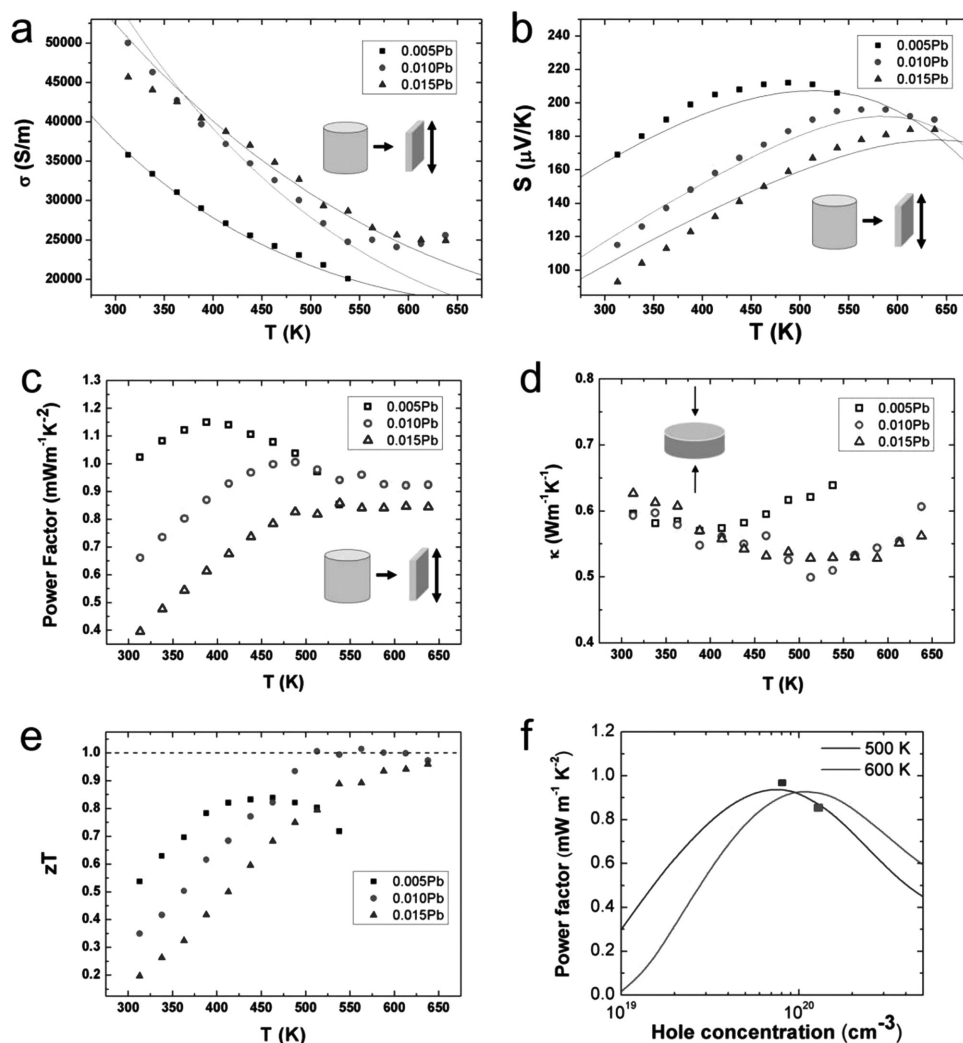 a
50000
45000
40000
35000
30000
25000
20000
σ (S/m)
0.005Pb
0.010Pb
0.015Pb
300 350 400 450 500 550 600 650
T (K)
b
220
200
180
160
140
120
100
S (μV/K)
0.005Pb
0.010Pb
0.015Pb
300 350 400 450 500 550 600 650
T (K)
c
1.3
1.2
1.1
1.0
0.9
0.8
0.7
0.6
0.5
0.4
Power Factor (mWm⁻¹K⁻²)
0.005Pb
0.010Pb
0.015Pb
300 350 400 450 500 550 600 650
T (K)
d
0.8
0.7
0.6
0.5
0.4
κ (Wm⁻¹K⁻¹)
0.005Pb
0.010Pb
0.015Pb
300 350 400 450 500 550 600 650
T (K)
e
1.0
0.9
0.8
0.7
0.6
0.5
0.4
0.3
0.2
zT
0.005Pb
0.010Pb
0.015Pb
300 350 400 450 500 550 600 650
T (K)
f
1.2
1.0
0.8
0.6
0.4
0.2
0.0
Power factor (mW m⁻¹ K⁻²)
500 K
600 K
10¹⁹ 10²⁰
Hole concentration (cm⁻³)